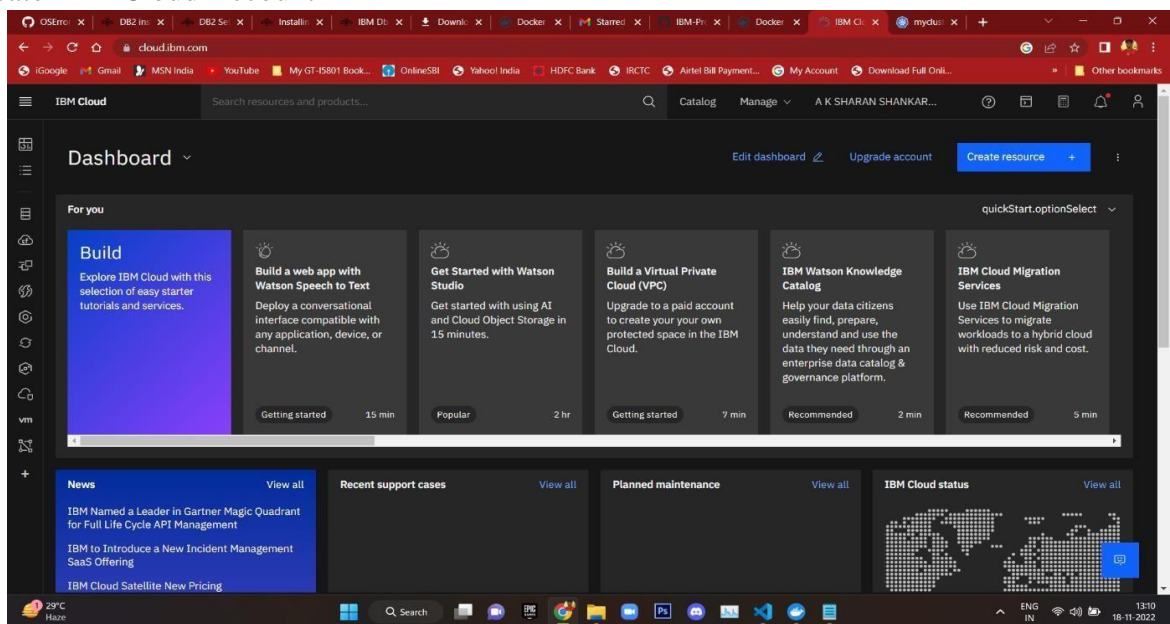 OSError
DB2 ins
DB2 Set
Installin
IBM Db
Downlo
Docker
Starred
IBM-Pro
Docker
IBM Clo
myclust
cloud.ibm.com
iGoogle
Gmail
MSN India
YouTube
My GT-I5801 Book...
OnlineSBI
Yahoo! India
HDFC Bank
IRCTC
Airtel Bill Payment...
My Account
Download Full Onli...
»
Other bookmarks
IBM Cloud
Search resources and products...
Catalog
Manage
A K SHARAN SHANKAR...
Dashboard
Edit dashboard
Upgrade account
Create resource +
For you
quickStart.optionSelect
Build
Explore IBM Cloud with this
selection of easy starter
tutorials and services.
Build a web app with
Watson Speech to Text
Deploy a conversational
interface compatible with
any application, device, or
channel.
Getting started
15 min
Get Started with Watson
Studio
Get started with using AI
and Cloud Object Storage in
15 minutes.
Popular
2 hr
Build a Virtual Private
Cloud (VPC)
Upgrade to a paid account
to create your your own
protected space in the IBM
Cloud.
Getting started
7 min
IBM Watson Knowledge
Catalog
Help your data citizens
easily find, prepare,
understand and use the
data they need through an
enterprise data catalog &
governance platform.
Recommended
2 min
IBM Cloud Migration
Services
Use IBM Cloud Migration
Services to migrate
workloads to a hybrid cloud
with reduced risk and cost.
Recommended
5 min
vm
News
View all
IBM Named a Leader in Gartner Magic Quadrant
for Full Life Cycle API Management
IBM to Introduce a New Incident Management
SaaS Offering
IBM Cloud Satellite New Pricing
Recent support cases
View all
Planned maintenance
View all
IBM Cloud status
View all
1
29°C
Haze
Search
EPIC
Ps
ENG
IN
13:10
18-11-2022